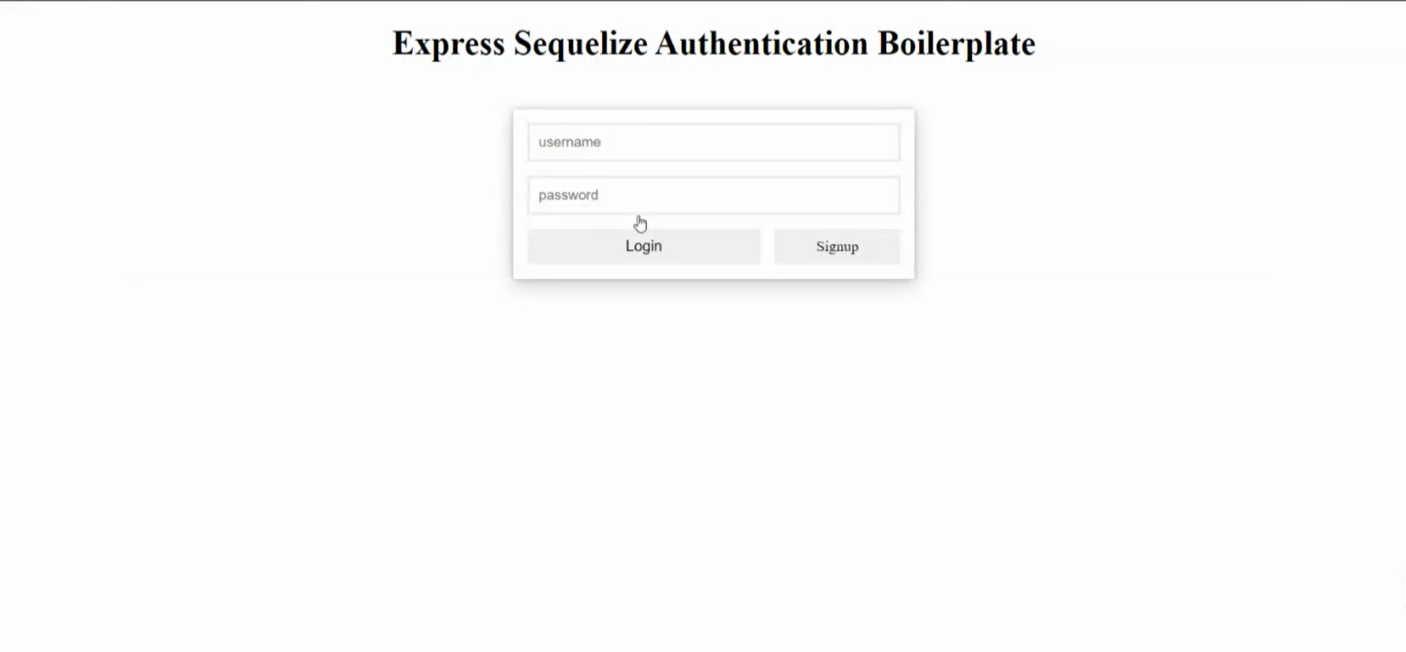 Express Sequelize Authentication Boilerplate
username
password
Login Signup